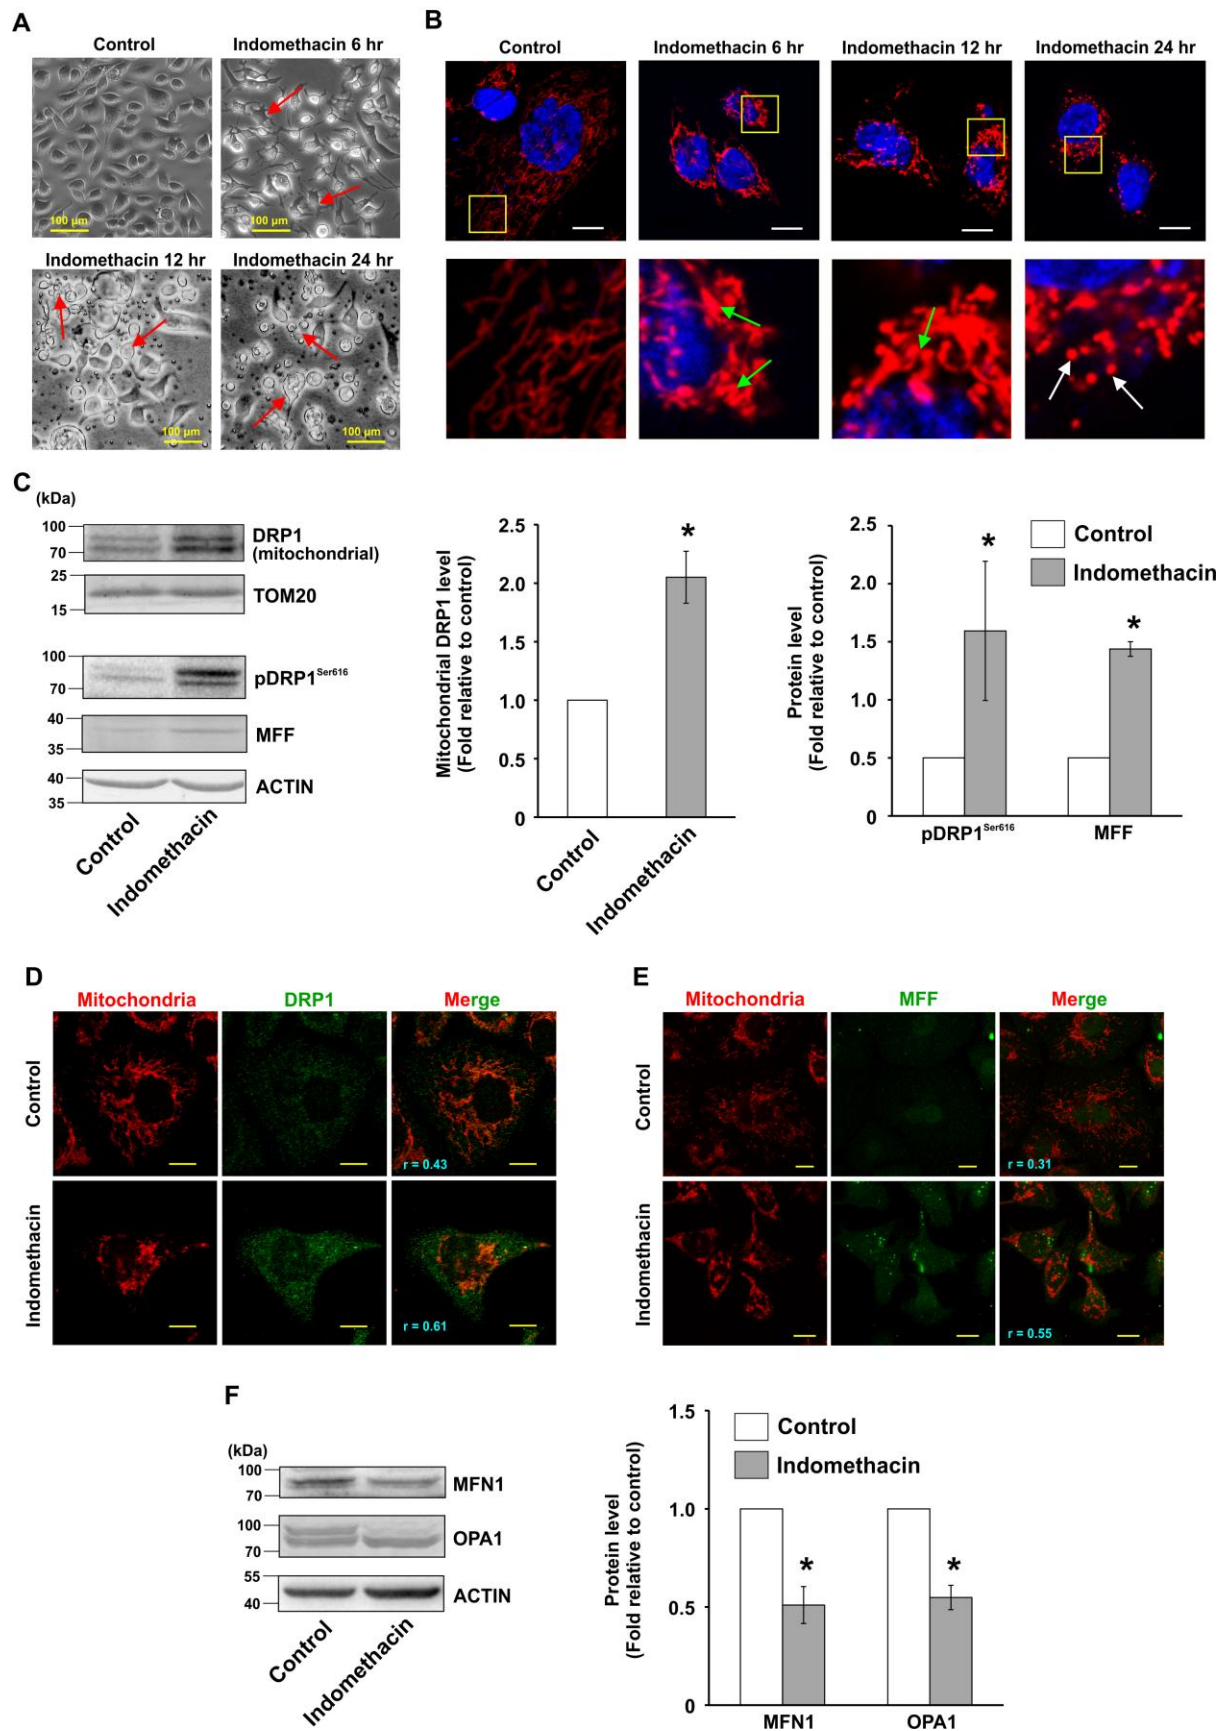 A
Control
Indomethacin 6 hr
100 µm
100 µm
Indomethacin 12 hr
Indomethacin 24 hr
100 µm
100 µm
B
Control
Indomethacin 6 hr
Indomethacin 12 hr
Indomethacin 24 hr
C
(kDa)
100
70
DRP1
(mitochondrial)
25
15
TOM20
100
70
pDRP1Ser616
40
35
MFF
40
35
ACTIN
Control
Indomethacin
Mitochondrial DRP1 level
(Fold relative to control)
2.5
2.0
1.5
1.0
0.5
0
*
Control
Indomethacin
Protein level
(Fold relative to control)
2.5
2.0
1.5
1.0
0.5
0
*
*
Control
Indomethacin
pDRP1Ser616
MFF
D
Mitochondria
DRP1
Merge
Control
r = 0.43
Indomethacin
r = 0.61
E
Mitochondria
MFF
Merge
Control
r = 0.31
Indomethacin
r = 0.55
F
(kDa)
100
70
MFN1
100
70
OPA1
55
40
ACTIN
Control
Indomethacin
Protein level
(Fold relative to control)
1.5
1.0
0.5
0
Control
Indomethacin
*
*
MFN1
OPA1